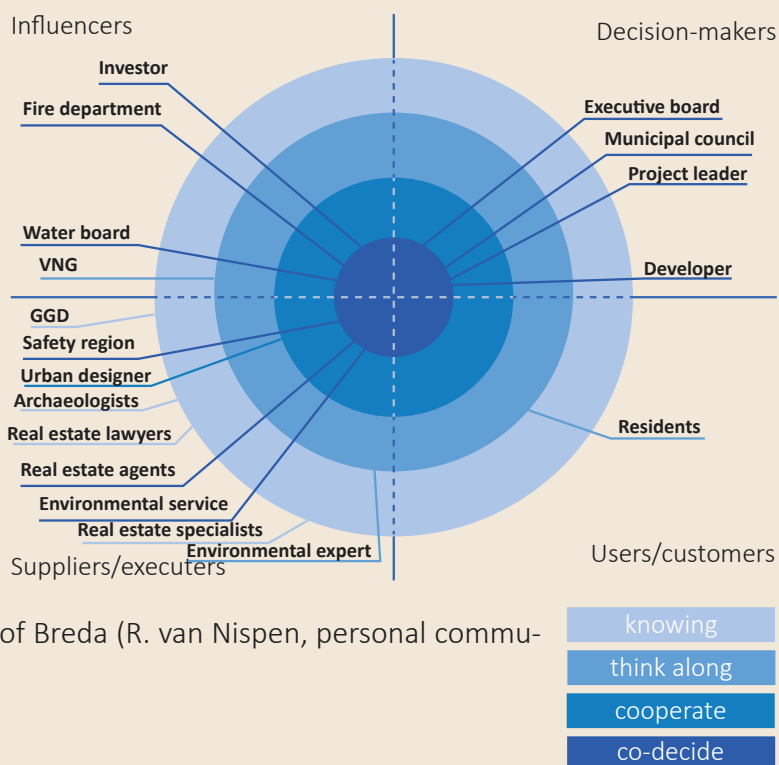 Influencers
Decision-makers
Investor
Fire department
Executive board
Municipal council
Project leader
Water board
VNG
Developer
GGD
Safety region
Urban designer
Archaeologists
Real estate lawyers
Residents
Real estate agents
Environmental service
Real estate specialists
Environmental expert
Suppliers/executers
Users/customers
of Breda (R. van Nispen, personal commu-
knowing
think along
cooperate
co-decide